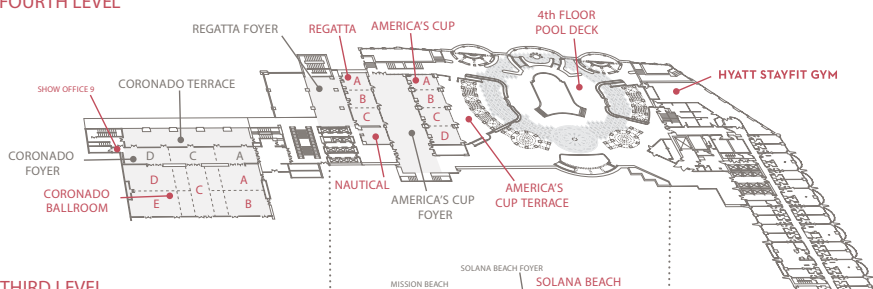 FOURTH LEVEL
REGATTA FOYER
REGATTA
AMERICA'S CUP
4th FLOOR
POOL DECK
HYATT STAYFIT GYM
SHOW OFFICE 9
CORONADO TERRACE
A
B
C
A
B
C
D
CORONADO
FOYER
D C A
D C A
E B
CORONADO
BALLROOM
NAUTICAL
AMERICA'S CUP
FOYER
AMERICA'S
CUP TERRACE
THIRD LEVEL
MISSION BEACH
SOLANA BEACH FOYER
SOLANA BEACH